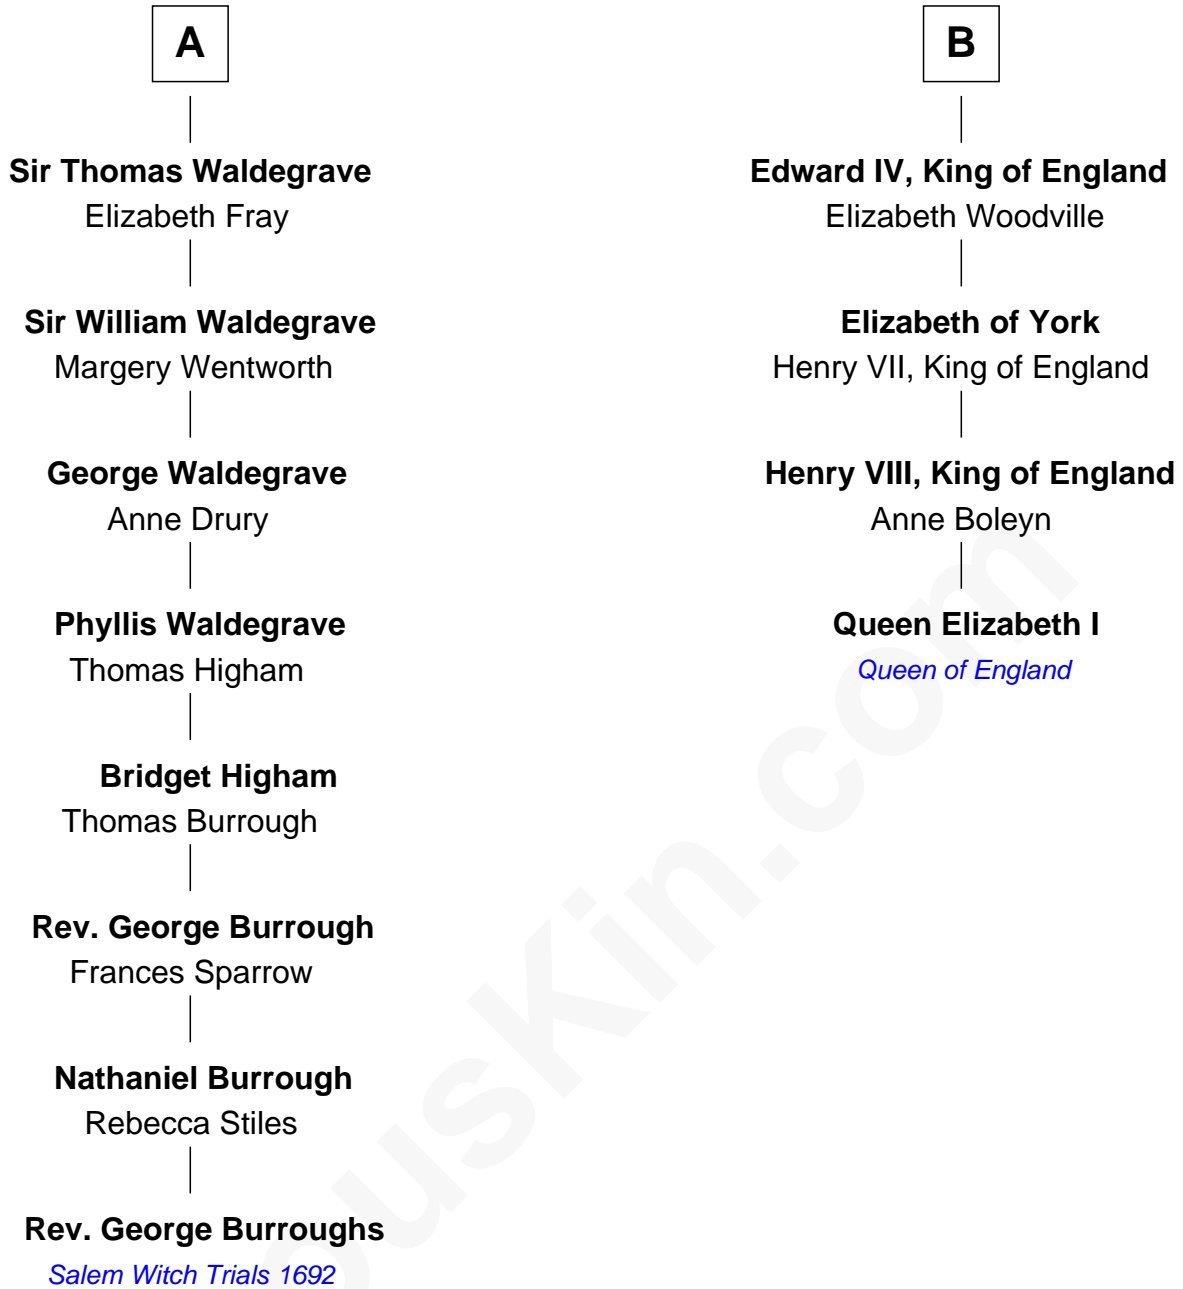 A
Sir Thomas Waldegrave
Elizabeth Fray
Sir William Waldegrave
Margery Wentworth
George Waldegrave
Anne Drury
Phyllis Waldegrave
Thomas Higham
Bridget Higham
Thomas Burrough
Rev. George Burrough
Frances Sparrow
Nathaniel Burrough
Rebecca Stiles
Rev. George Burroughs
Salem Witch Trials 1692
B
Edward IV, King of England
Elizabeth Woodville
Elizabeth of York
Henry VII, King of England
Henry VIII, King of England
Anne Boleyn
Queen Elizabeth I
Queen of England
ousKin.com